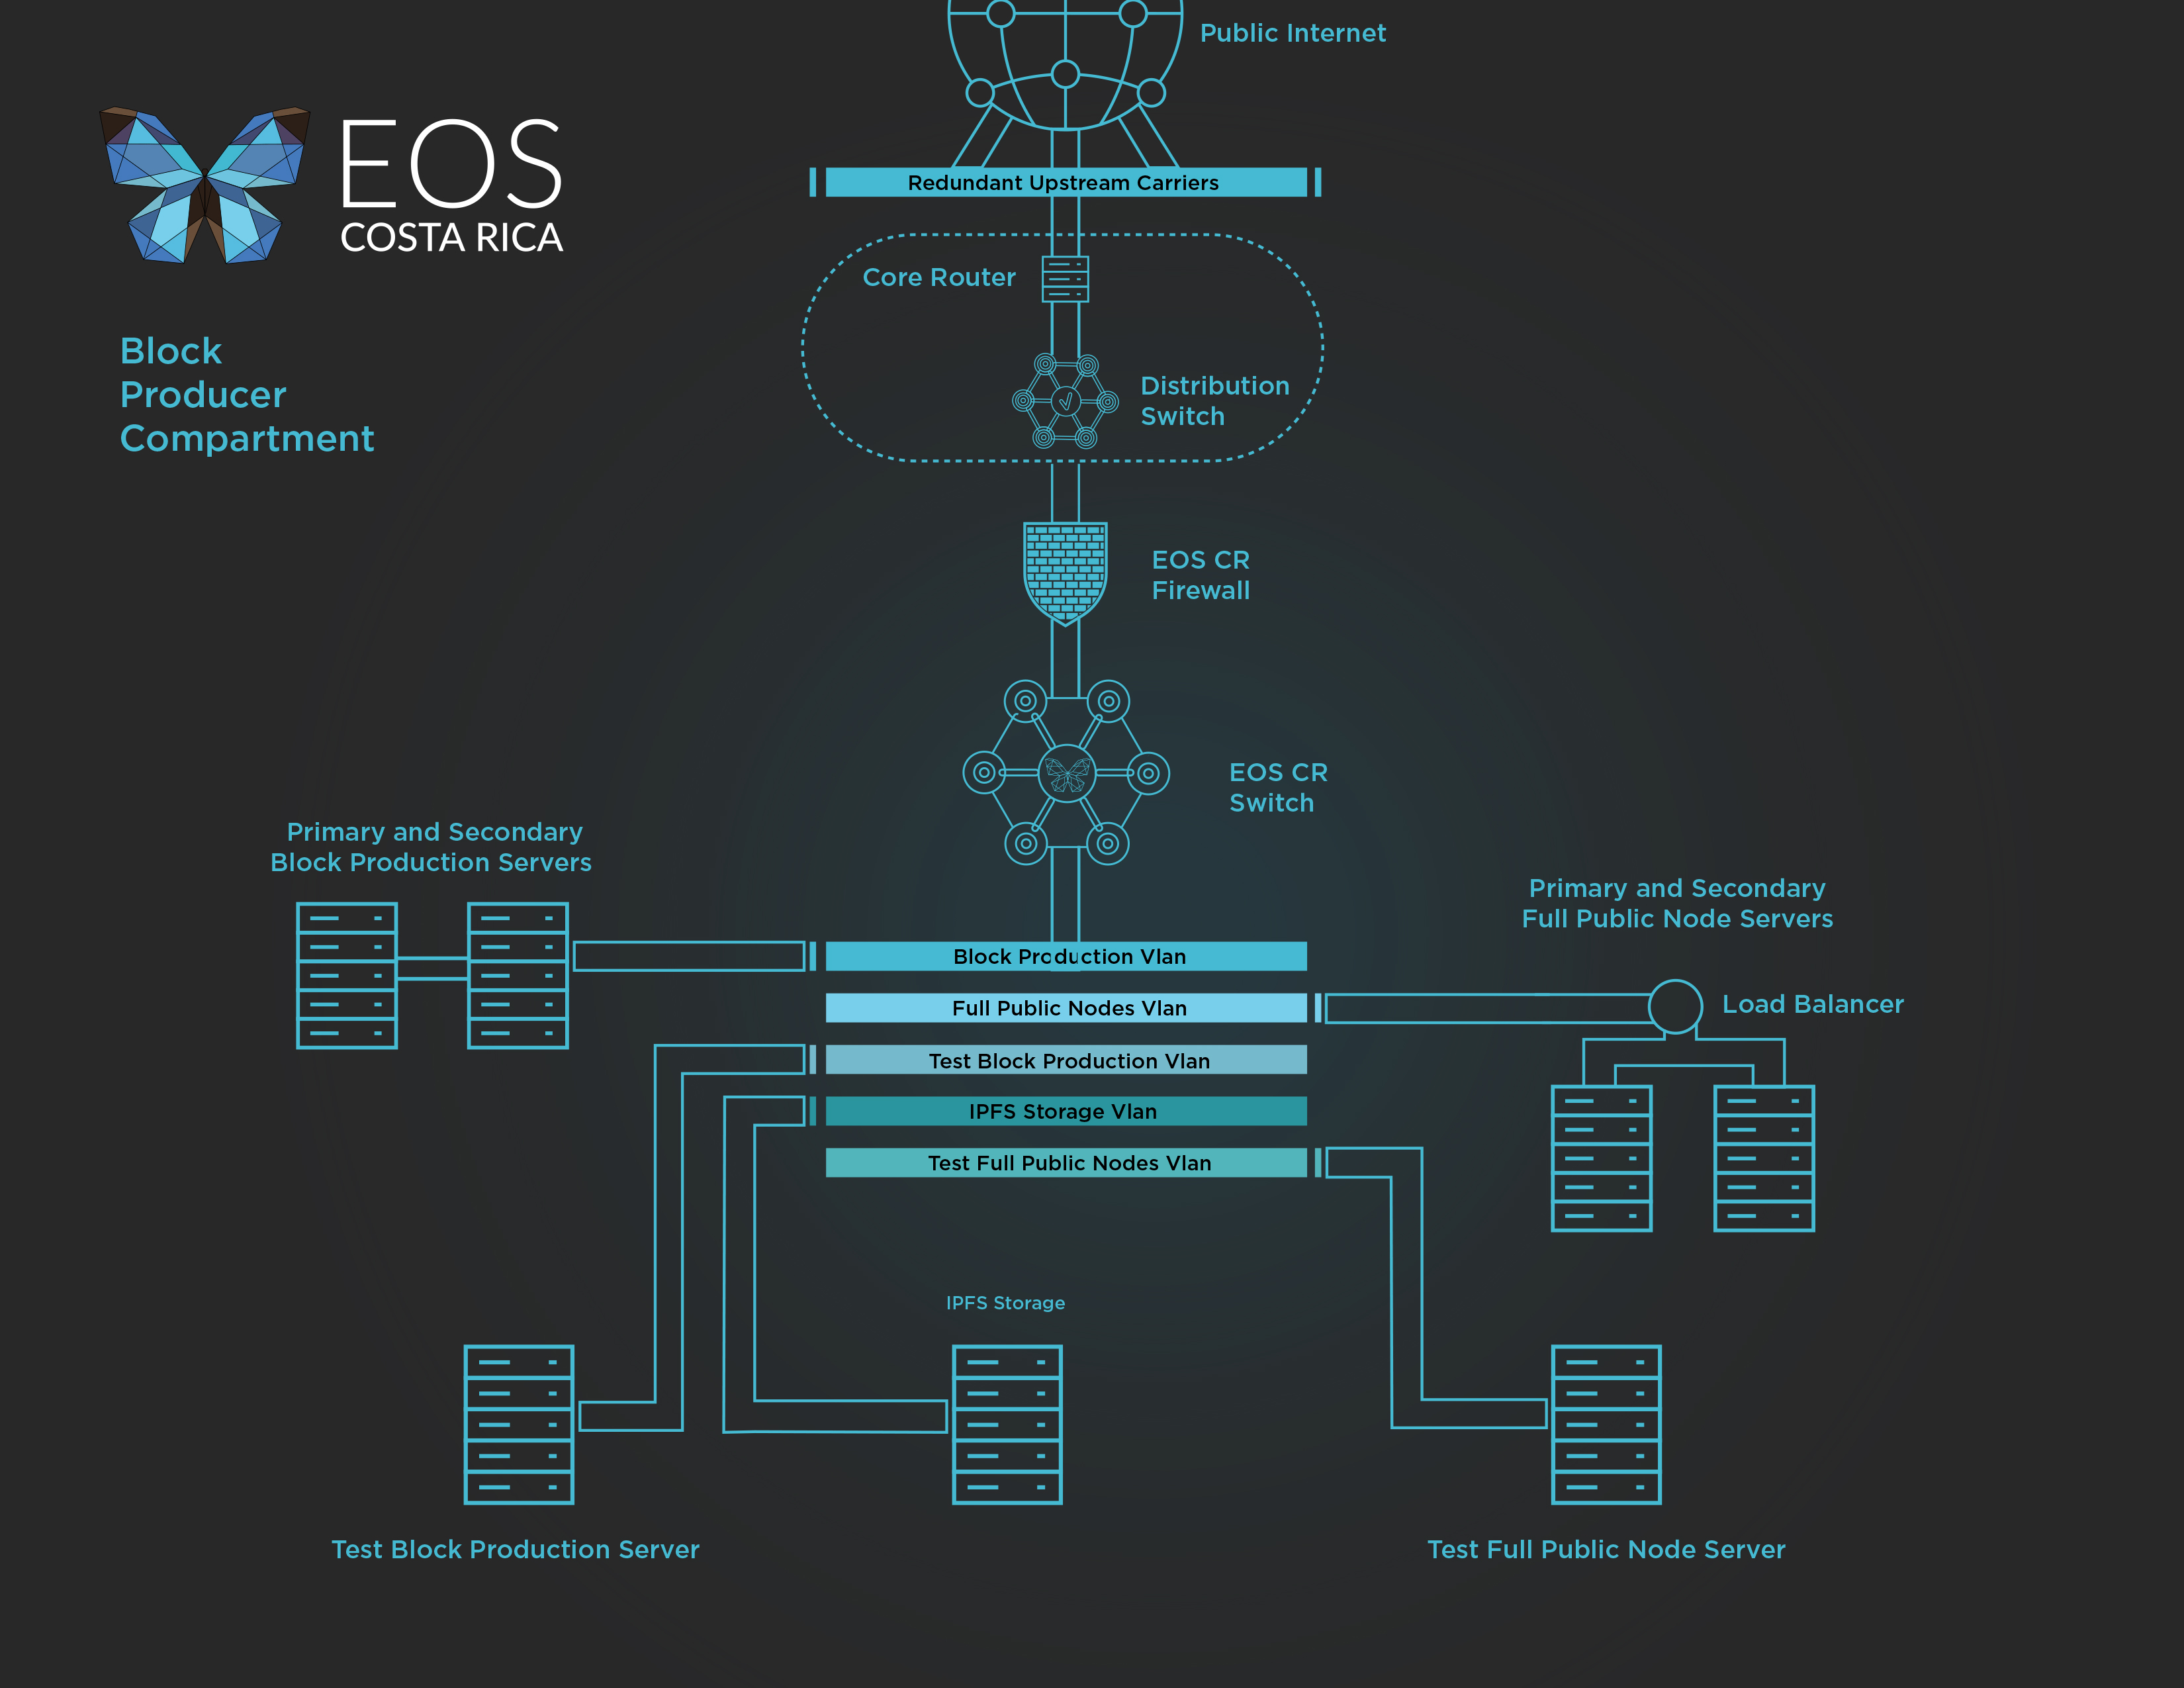 Public Internet
EOS
COSTA RICA
Redundant Upstream Carriers
Core Router
Block
Producer
Compartment
Distribution
Switch
EOS CR
Firewall
EOS CR
Switch
Primary and Secondary
Block Production Servers
Primary and Secondary
Full Public Node Servers
Block Production Vlan
Full Public Nodes Vlan
Load Balancer
Test Block Production Vlan
IPFS Storage Vlan
Test Full Public Nodes Vlan
IPFS Storage
Test Block Production Server
Test Full Public Node Server